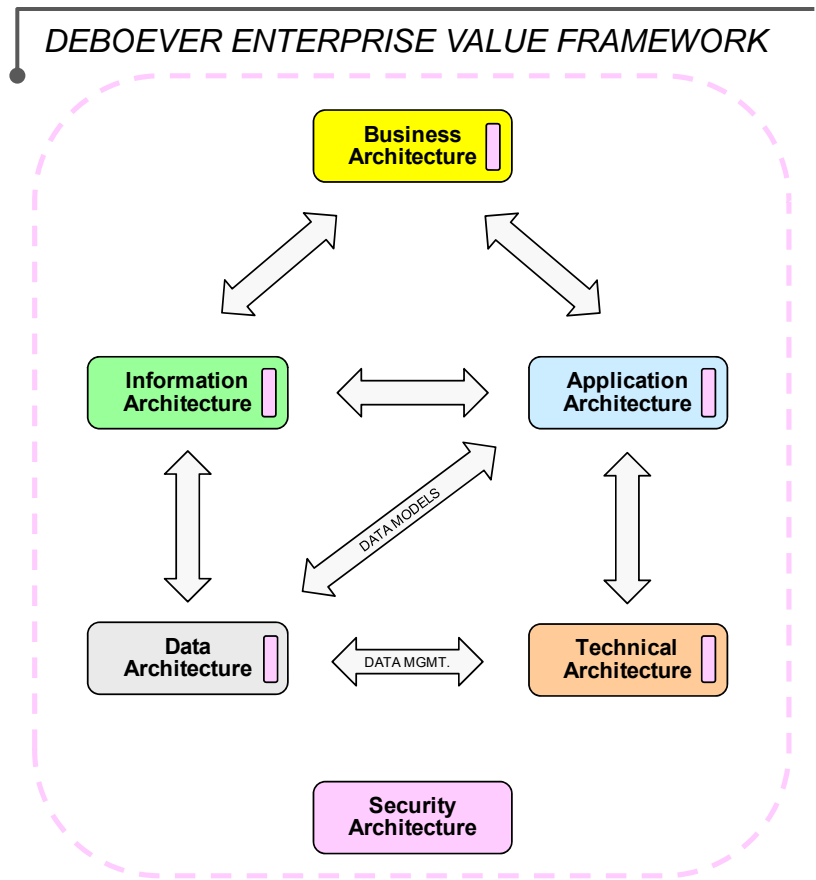 DEBOEVER ENTERPRISE VALUE FRAMEWORK
Business
Architecture
Information
Architecture
Application
Architecture
DATA MODELS
Data
Architecture
DATA MGMT.
Technical
Architecture
Security
Architecture